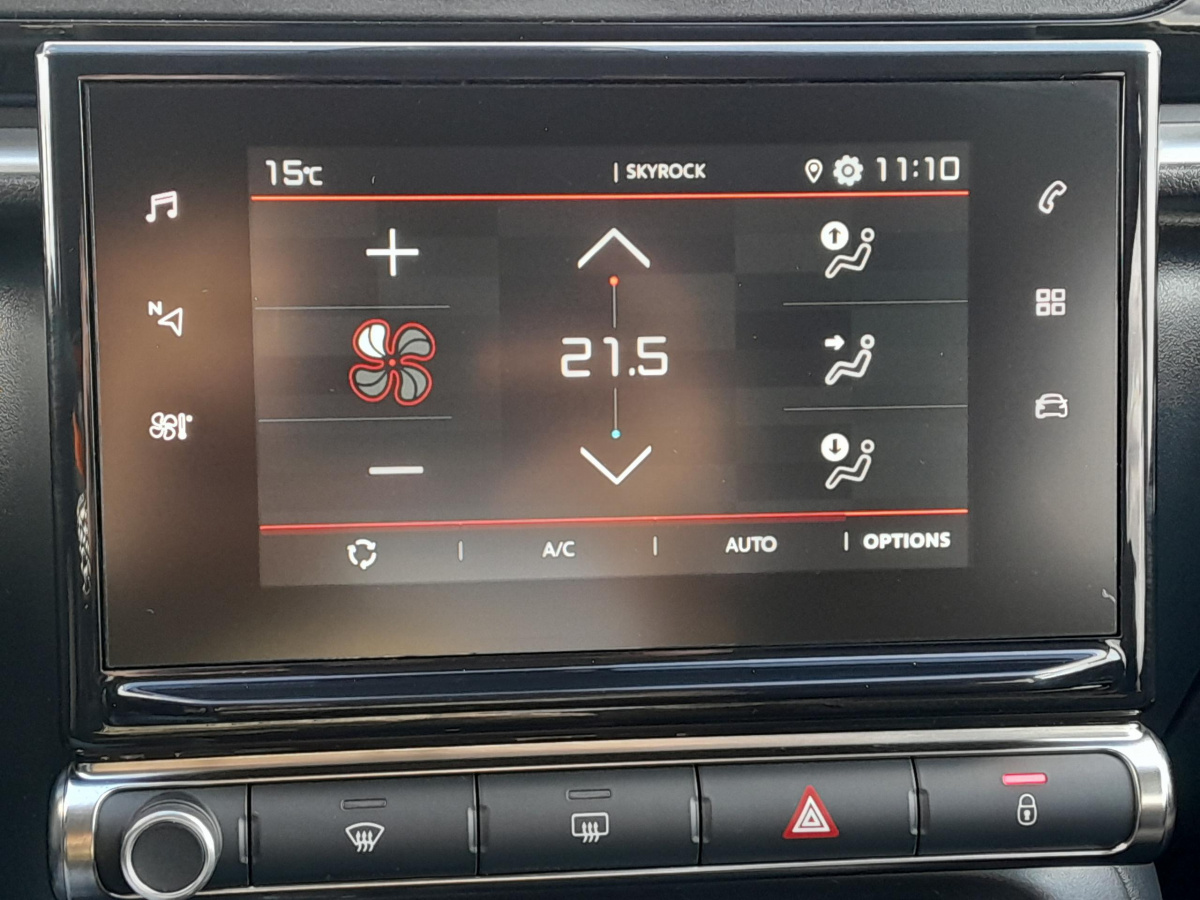 15°C | SKYROCK 11:10
N
21.5
A/C | AUTO | OPTIONS